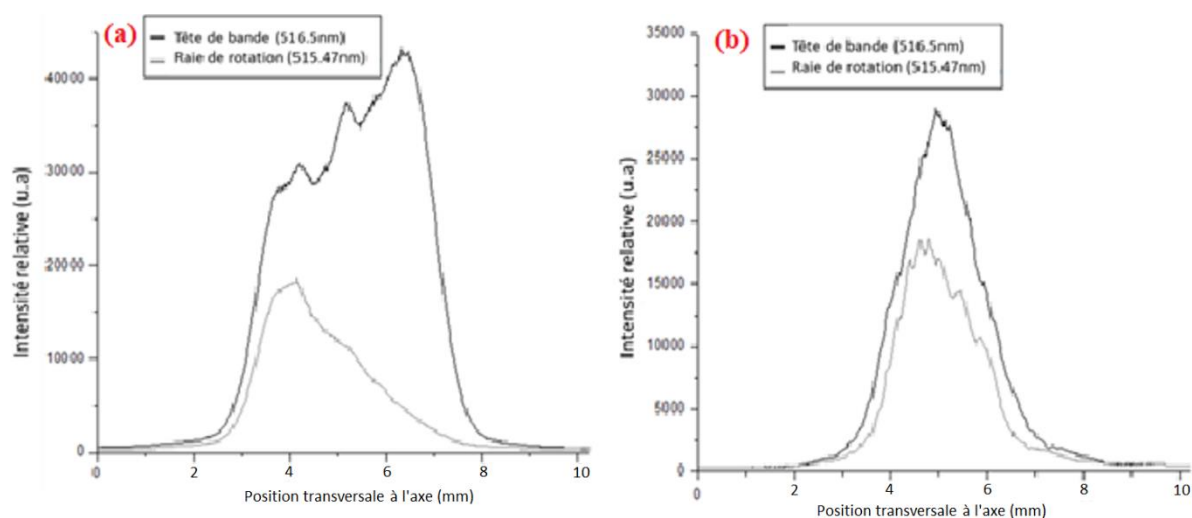 (a)
Tête de bande (516.5nm)
Raie de rotation (515.47nm)
Intensité relative (u.a)
40000
30000
20000
10000
0
0
2
4
6
8
10
Position transversale à l'axe (mm)
(b)
Tête de bande (516.5nm)
Raie de rotation (515.47nm)
Intensité relative (u.a)
35000
30000
25000
20000
15000
10000
5000
0
0
2
4
6
8
10
Position transversale à l'axe (mm)